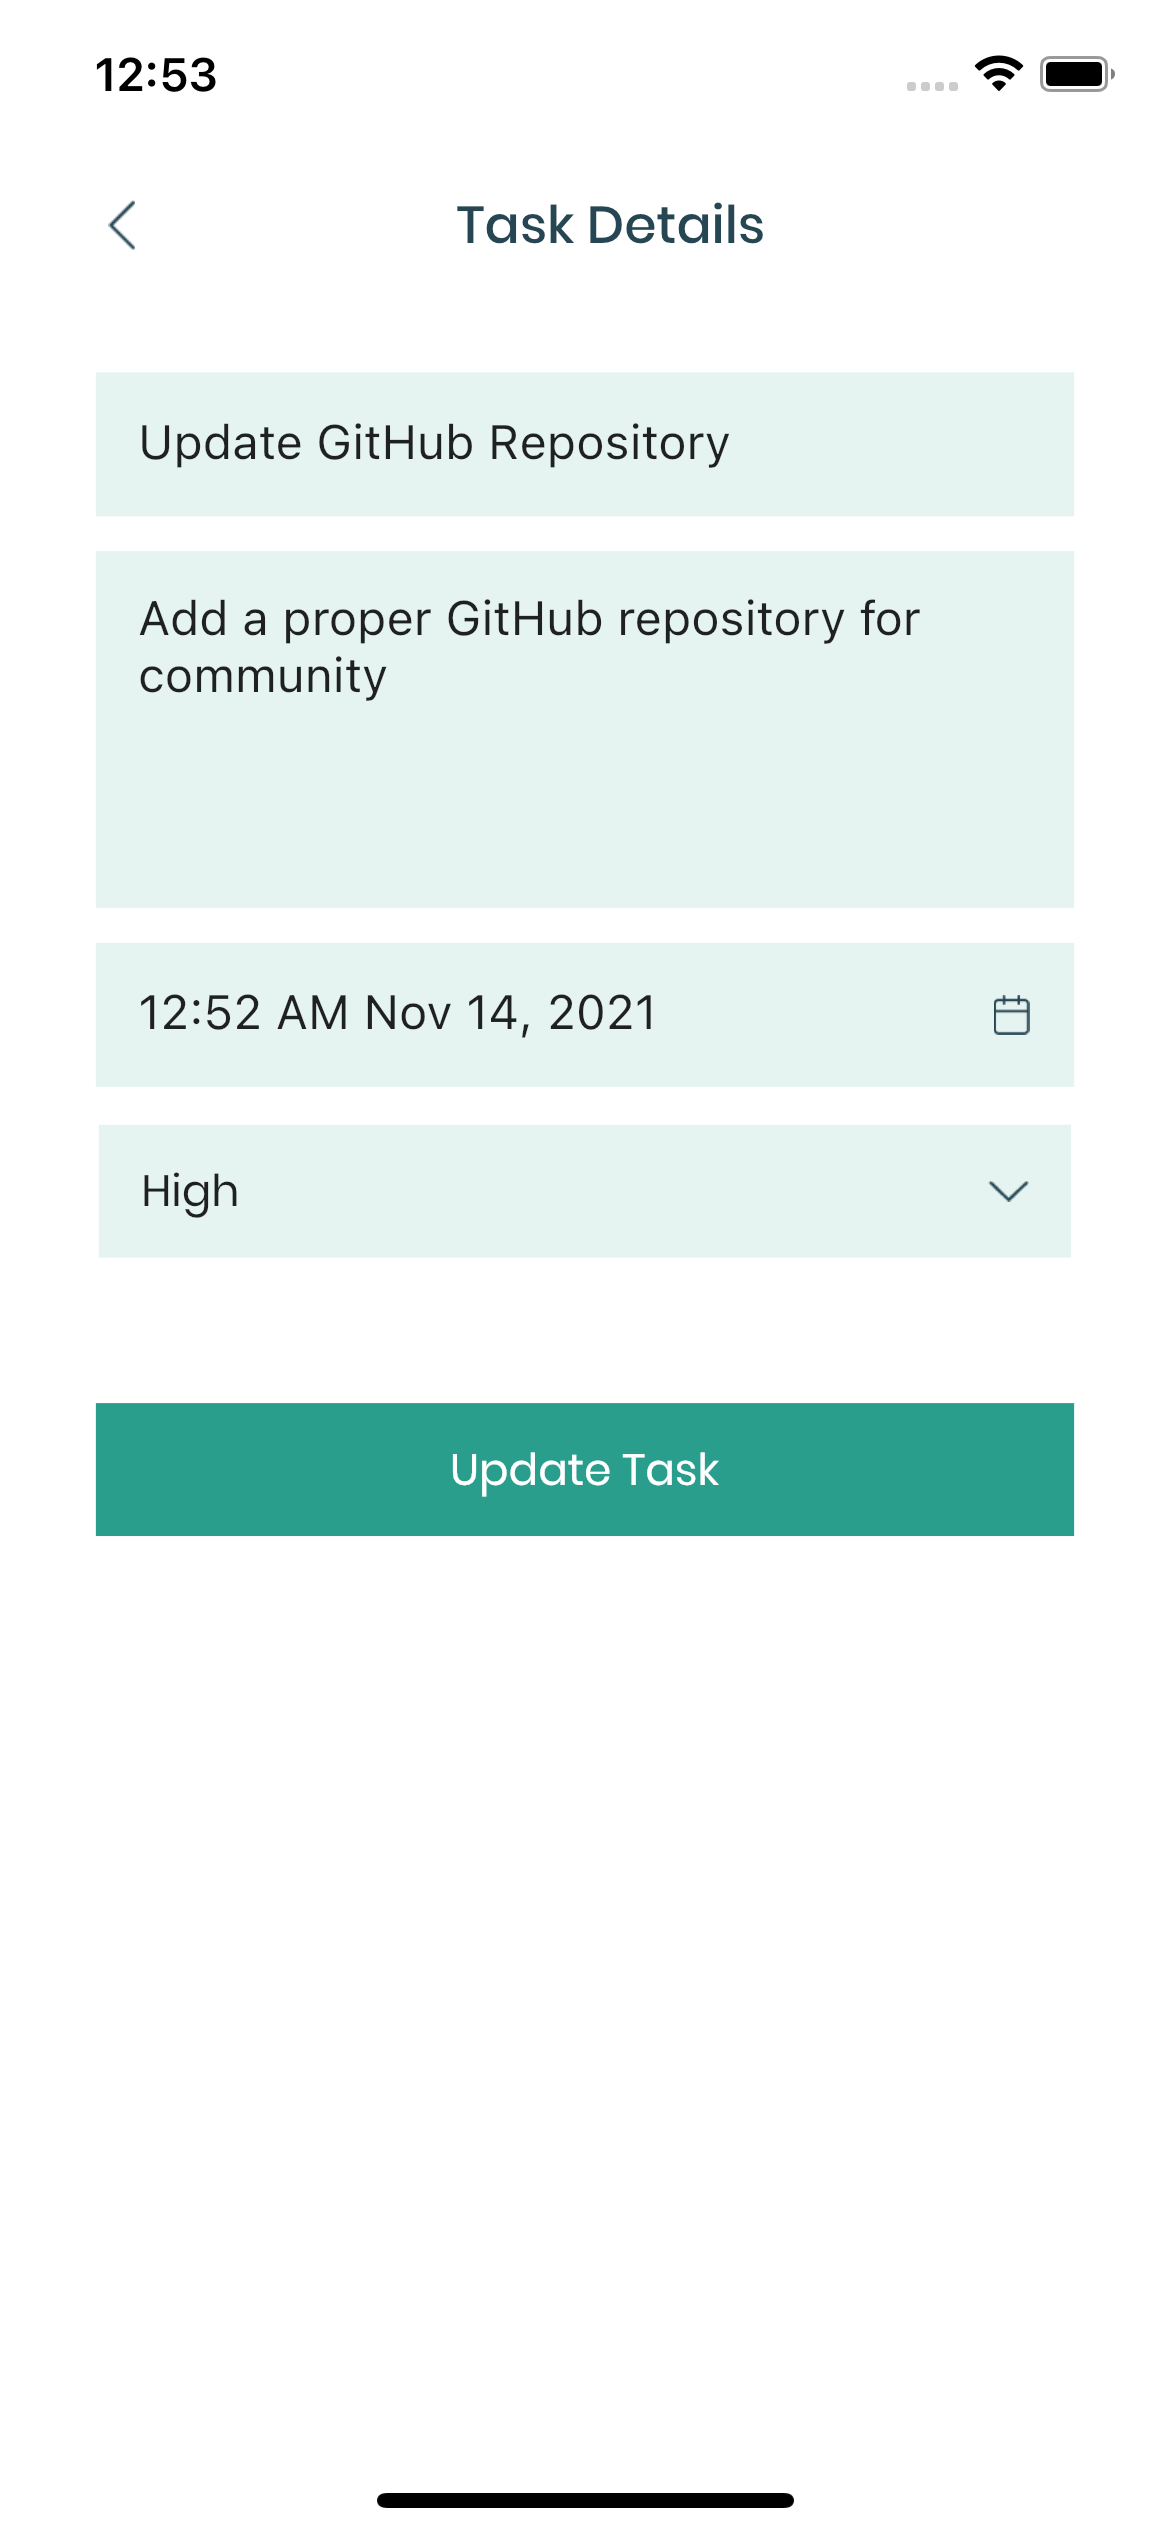 12:53
Task Details
Update GitHub Repository
Add a proper GitHub repository for
community
12:52 AM Nov 14, 2021
High
Update Task